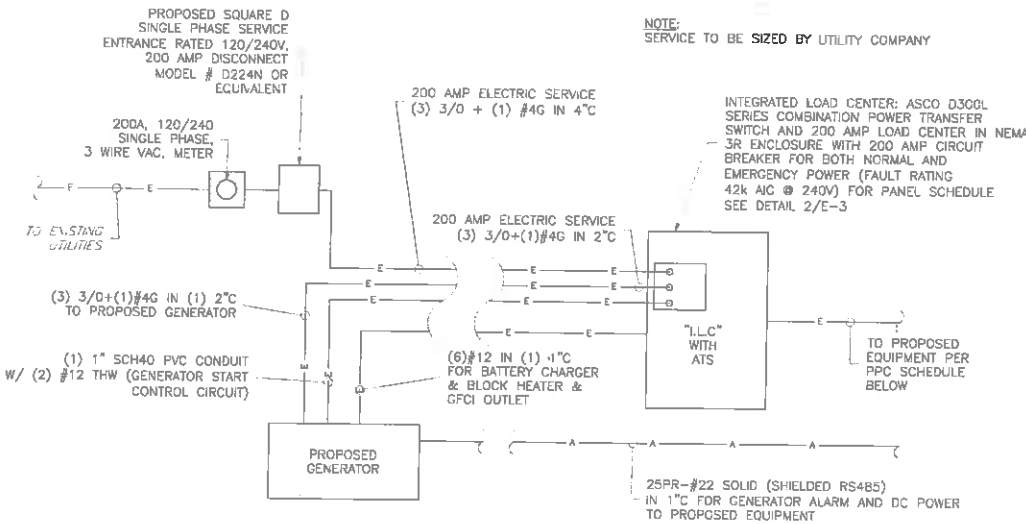 PROPOSED SQUARE D
SINGLE PHASE SERVICE
ENTRANCE RATED 120/240V,
200 AMP DISCONNECT
MODEL # D224N OR
EQUIVALENT
NOTE:
SERVICE TO BE SIZED BY UTILITY COMPANY
200A, 120/240
SINGLE PHASE,
3 WIRE VAC, METER
200 AMP ELECTRIC SERVICE
(3) 3/0 + (1) #4G IN 4"C
INTEGRATED LOAD CENTER: ASCO D300L
SERIES COMBINATION POWER TRANSFER
SWITCH AND 200 AMP LOAD CENTER IN NEMA
3R ENCLOSURE WITH 200 AMP CIRCUIT
BREAKER FOR BOTH NORMAL AND
EMERGENCY POWER (FAULT RATING
42k AIC @ 240V) FOR PANEL SCHEDULE
SEE DETAIL 2/E-3
E E
TO EXISTING
UTILITIES
200 AMP ELECTRIC SERVICE
(3) 3/0+(1)#4G IN 2"C
E E E
E E E
E E E
E E E
(3) 3/0+(1)#4G IN (1) 2"C
TO PROPOSED GENERATOR
"I.L.C"
WITH
ATS
E
TO PROPOSED
EQUIPMENT PER
PPC SCHEDULE
BELOW
(1) 1" SCH40 PVC CONDUIT
W/ (2) #12 THW (GENERATOR START
CONTROL CIRCUIT)
E E
(6)#12 IN (1) 1"C
FOR BATTERY CHARGER
& BLOCK HEATER &
GFCI OUTLET
PROPOSED
GENERATOR
A A A A
25PR-#22 SOLID (SHIELDED RS485)
IN 1"C FOR GENERATOR ALARM AND DC POWER
TO PROPOSED EQUIPMENT